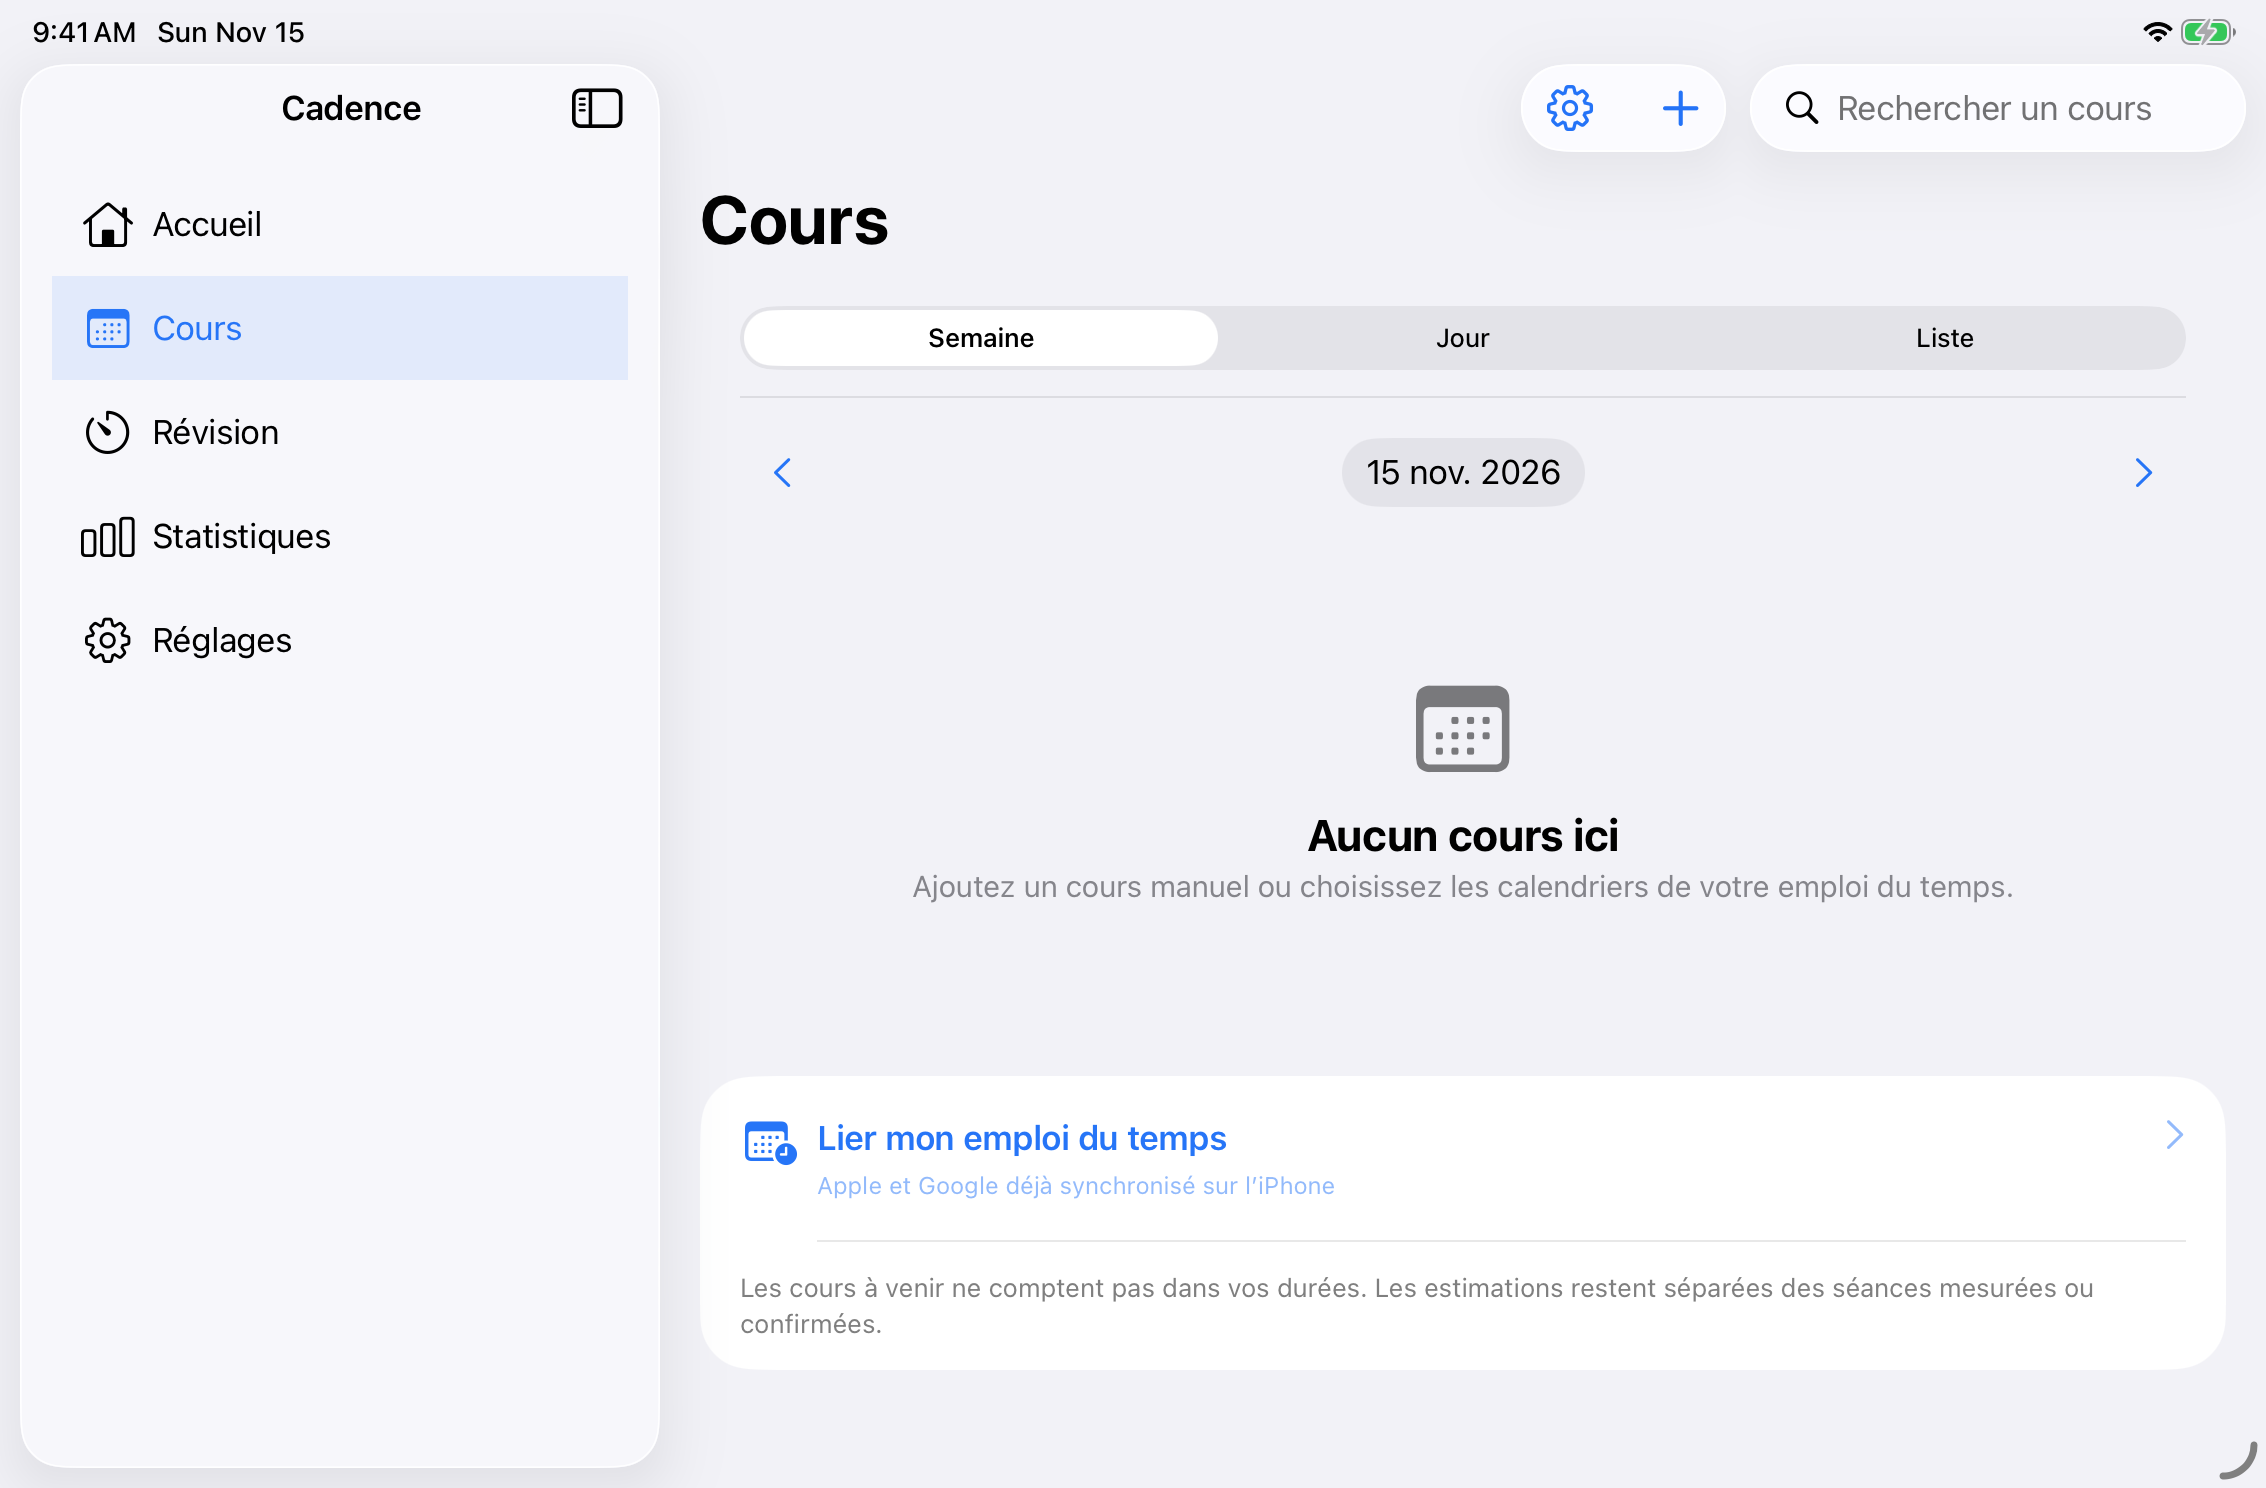 9:41 AM Sun Nov 15
Cadence
Rechercher un cours
Accueil
Cours
Révision
Statistiques
Réglages
Cours
Semaine Jour Liste
15 nov. 2026
Aucun cours ici
Ajoutez un cours manuel ou choisissez les calendriers de votre emploi du temps.
Lier mon emploi du temps
Apple et Google déjà synchronisé sur l’iPhone
Les cours à venir ne comptent pas dans vos durées. Les estimations restent séparées des séances mesurées ou
confirmées.